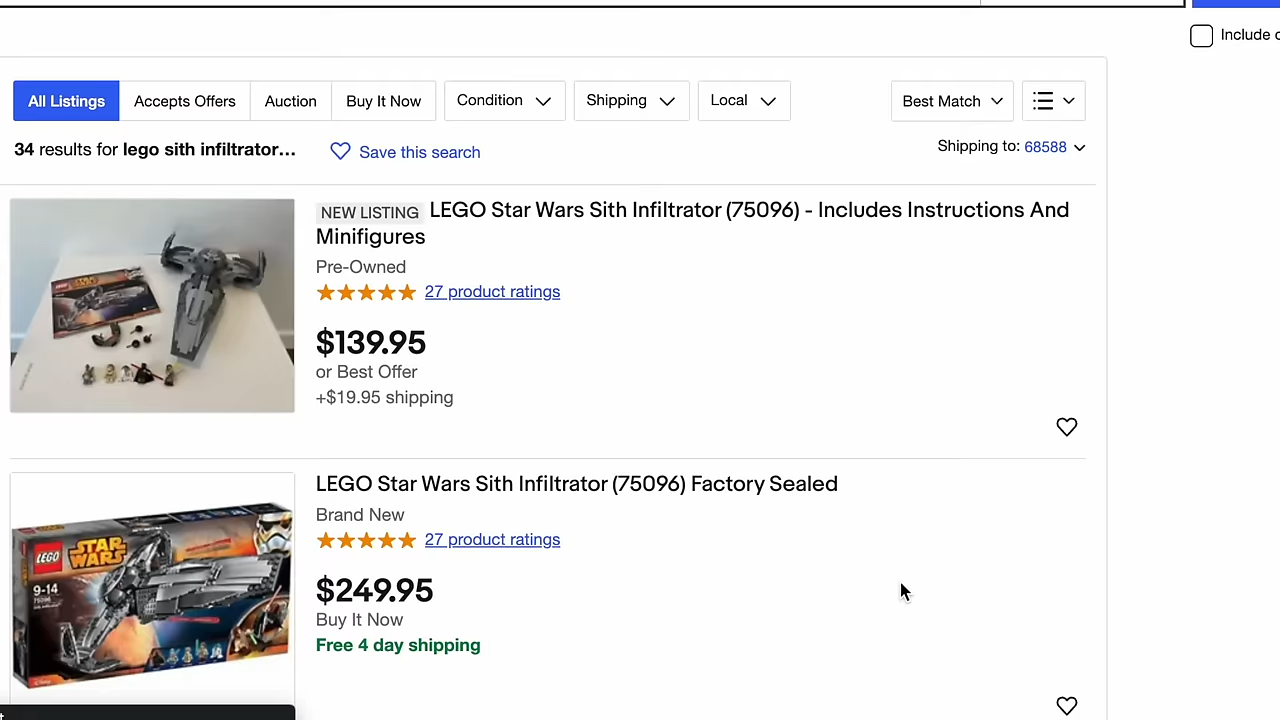 Include
All Listings
Accepts Offers
Auction
Buy It Now
Condition
Shipping
Local
Best Match
34 results for lego sith infiltrator...
Save this search
Shipping to: 68588
NEW LISTING LEGO Star Wars Sith Infiltrator (75096) - Includes Instructions And
Minifigures
Pre-Owned
27 product ratings
$139.95
or Best Offer
+$19.95 shipping
LEGO Star Wars Sith Infiltrator (75096) Factory Sealed
Brand New
27 product ratings
$249.95
Buy It Now
Free 4 day shipping
LEGO
STAR
WARS
9-14
75096